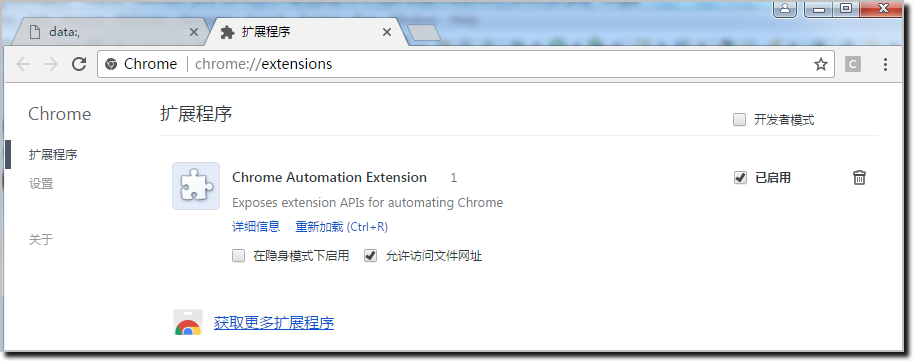 data:,
扩展程序
Chrome chrome://extensions
C
Chrome
扩展程序
开发者模式
扩展程序
设置
关于
Chrome Automation Extension 1
已启用
Exposes extension APIs for automating Chrome
详细信息 重新加载 (Ctrl+R)
在隐身模式下启用 允许访问文件网址
获取更多扩展程序